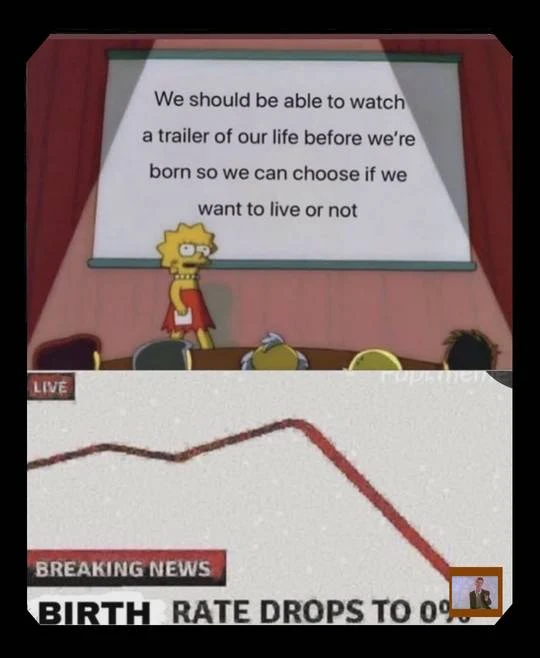 We should be able to watch
a trailer of our life before we're
born so we can choose if we
want to live or not
LIVE
BREAKING NEWS
BIRTH RATE DROPS TO 0%